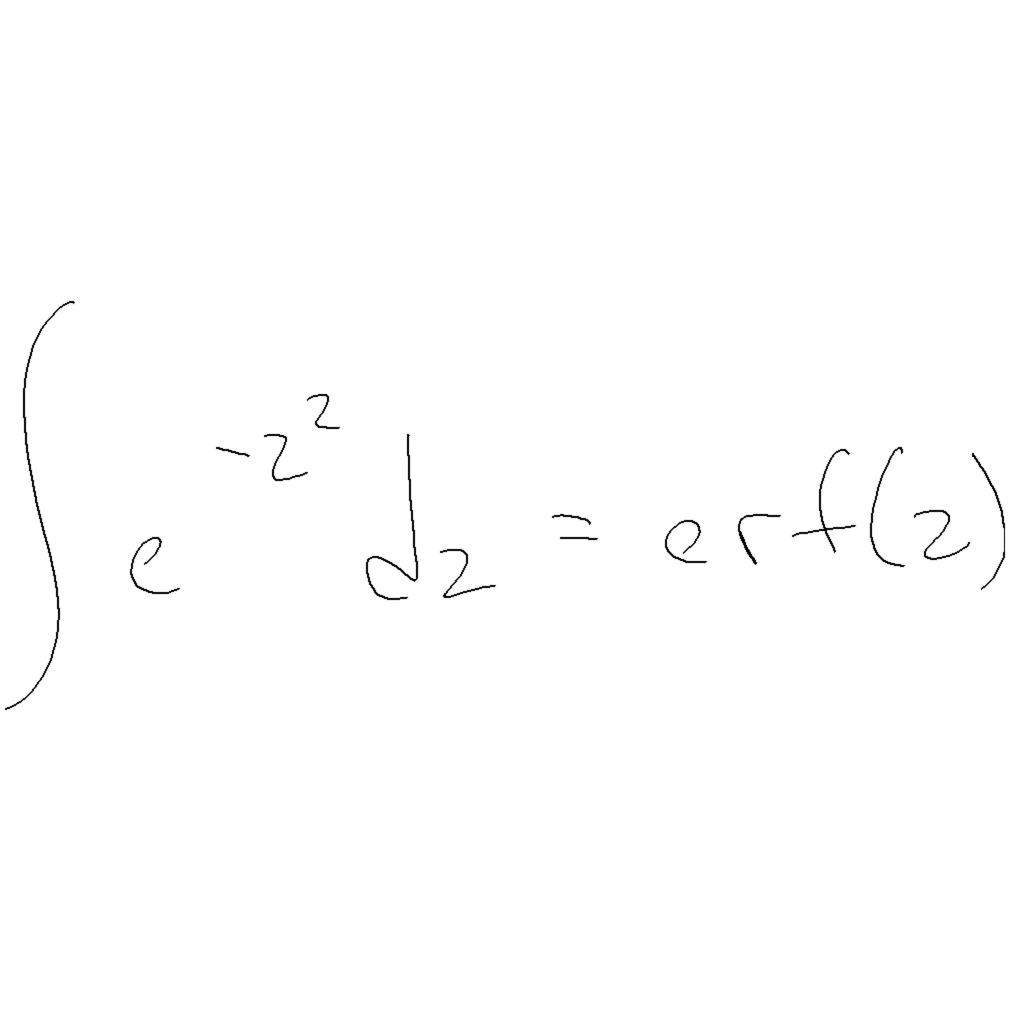 ∫ e^{-z^2} dz = erf(z)